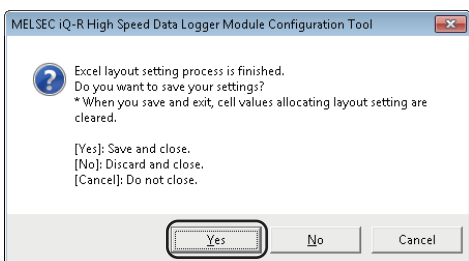 MELSEC iQ-R High Speed Data Logger Module Configuration Tool
Excel layout setting process is finished.
Do you want to save your settings?
* When you save and exit, cell values allocating layout setting are
cleared.
[Yes]: Save and close.
[No]: Discard and close.
[Cancel]: Do not close.
Yes No Cancel